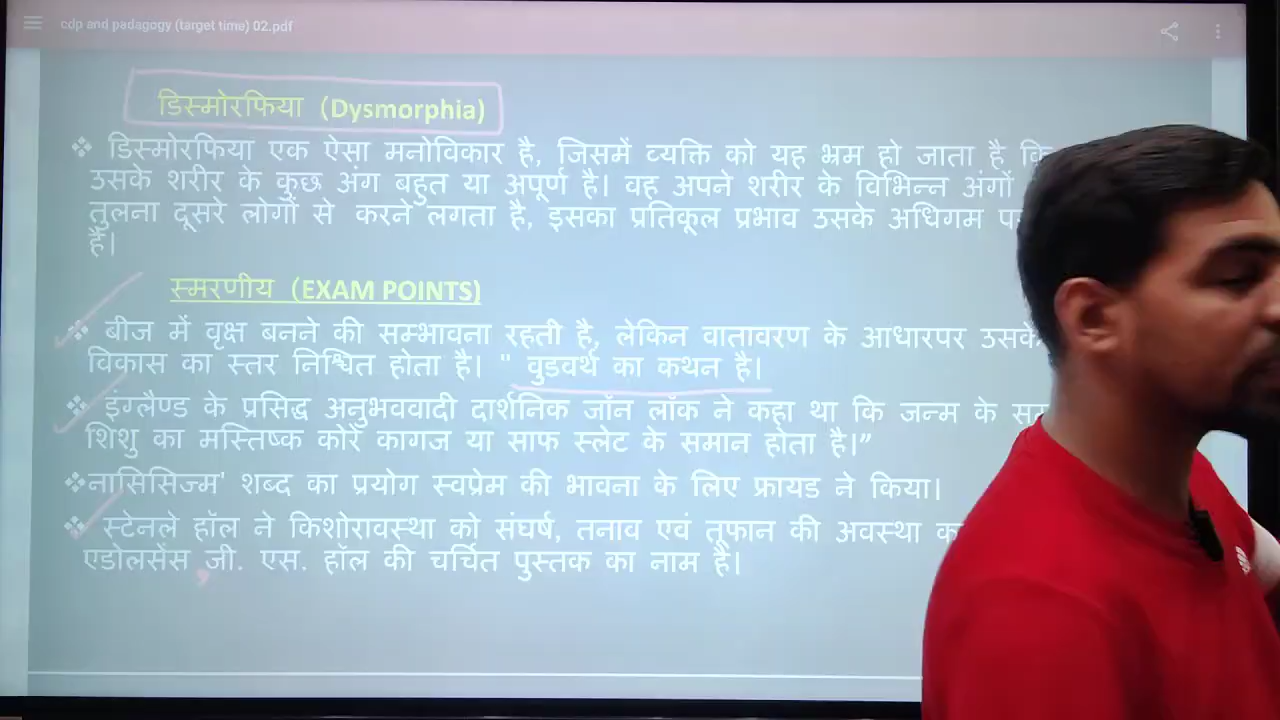 cdp and padagogy (target time) 02.pdf
डिस्मोरफिया (Dysmorphia)
❖ डिस्मोरफिया एक ऐसा मनोविकार है, जिसमें व्यक्ति को यह भ्रम हो जाता है कि
उसके शरीर के कुछ अंग बहुत या अपूर्ण है। वह अपने शरीर के विभिन्न अंगों
तुलना दूसरे लोगों से करने लगता है, इसका प्रतिकूल प्रभाव उसके अधिगम
हैं।
स्मरणीय (EXAM POINTS)
❖ बीज में वृक्ष बनने की सम्भावना रहती है, लेकिन वातावरण के आधारपर उसके
विकास का स्तर निश्चित होता है। " वुडवर्थ का कथन है।
❖ इंग्लैण्ड के प्रसिद्ध अनुभववादी दार्शनिक जॉन लॉक ने कहा था कि जन्म के
शिशु का मस्तिष्क कोरे कागज या साफ स्लेट के समान होता है।”
❖नासिसिज्म' शब्द का प्रयोग स्वप्रेम की भावना के लिए फ्रायड ने किया।
❖ स्टेनले हॉल ने किशोरावस्था को संघर्ष, तनाव एवं तूफान की अवस्था
एडोलसेंस जी. एस. हॉल की चर्चित पुस्तक का नाम हैं।